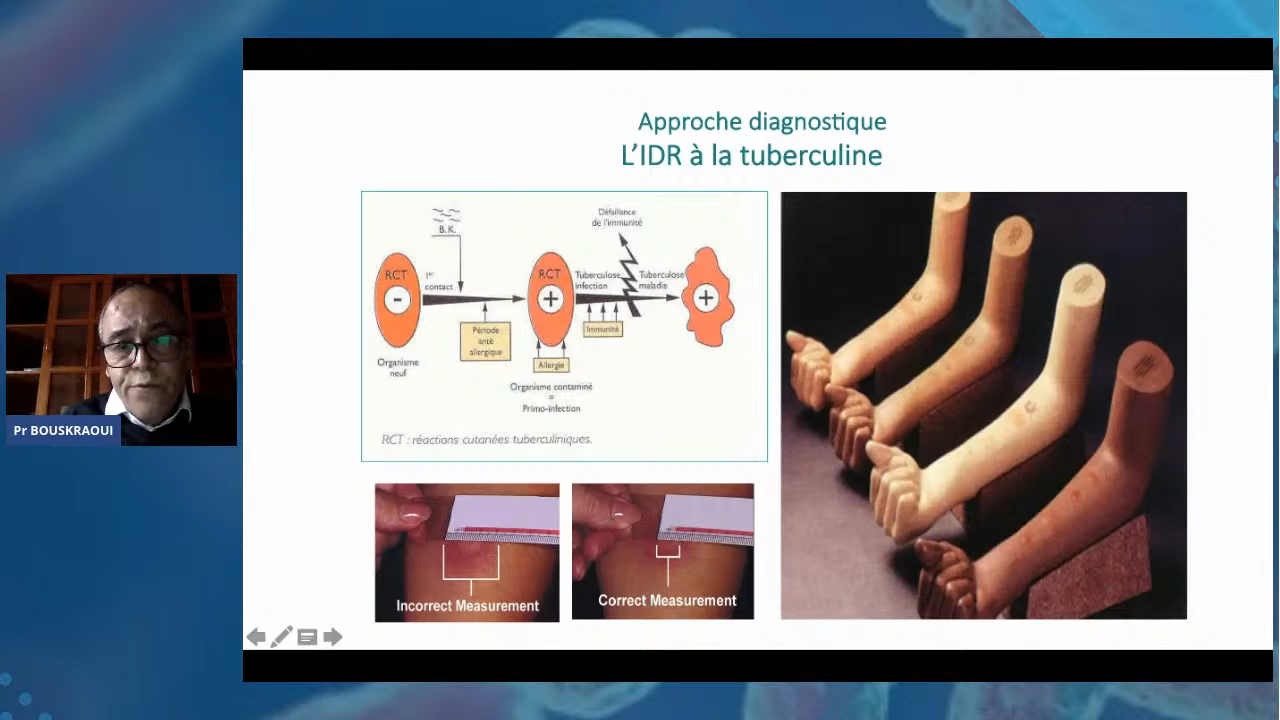 Approche diagnostique
L'IDR à la tuberculine
Défaillance
de l'immunité
B.K.
RCT
1er
contact
RCT
Tuberculose
infection
Tuberculose
maladie
-
+
+
Période
anté
allergique
Immunité
Allergie
Organisme
neuf
Organisme contaminé
=
Primo-infection
RCT : réactions cutanées tuberculiniques.
Incorrect Measurement
Correct Measurement
Pr BOUSKRAOUI